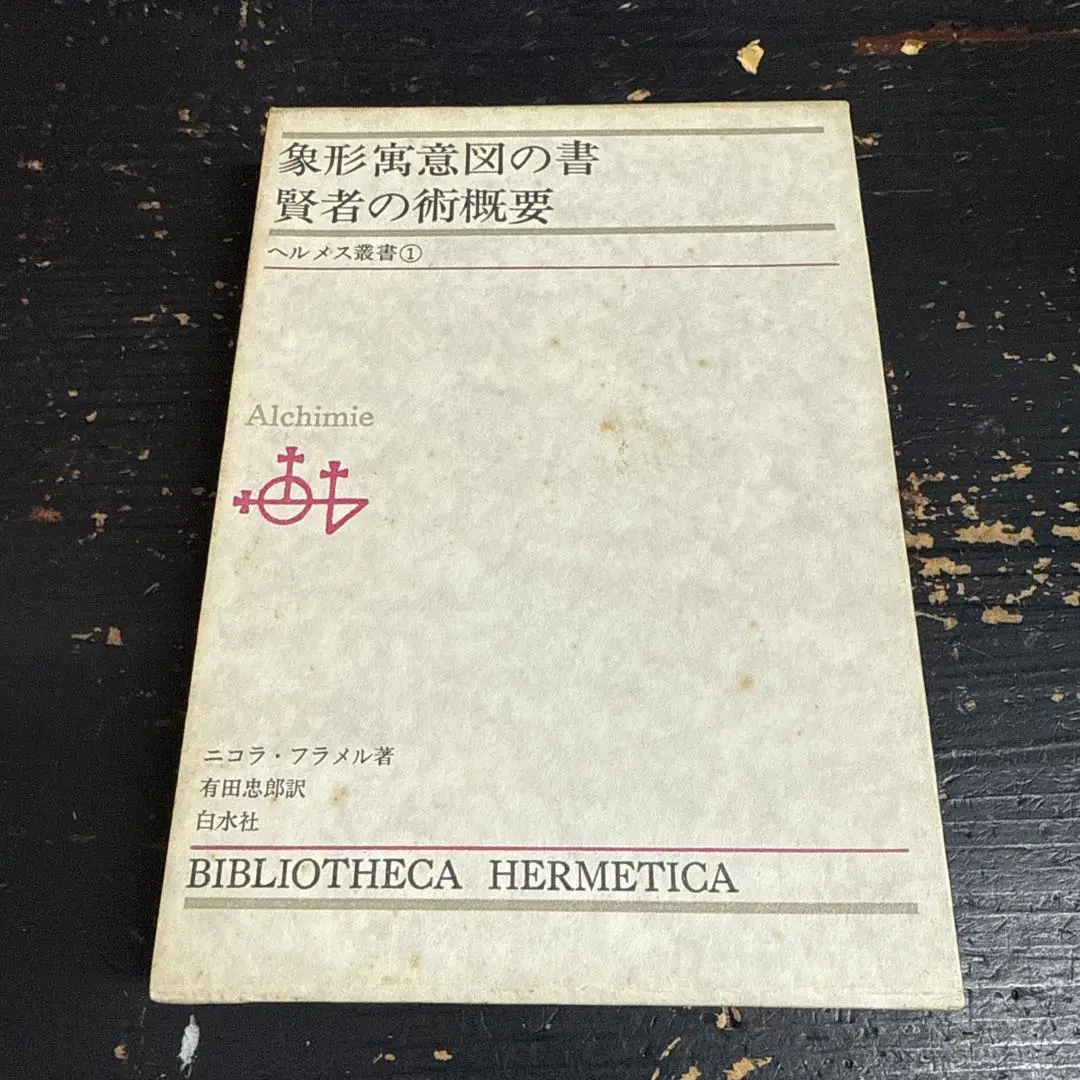 象形寓意図の書
賢者の術概要
ヘルメス叢書①
Alchimie
ニコラ・フラメル著
有田忠郎訳
白水社
BIBLIOTHECA HERMETICA